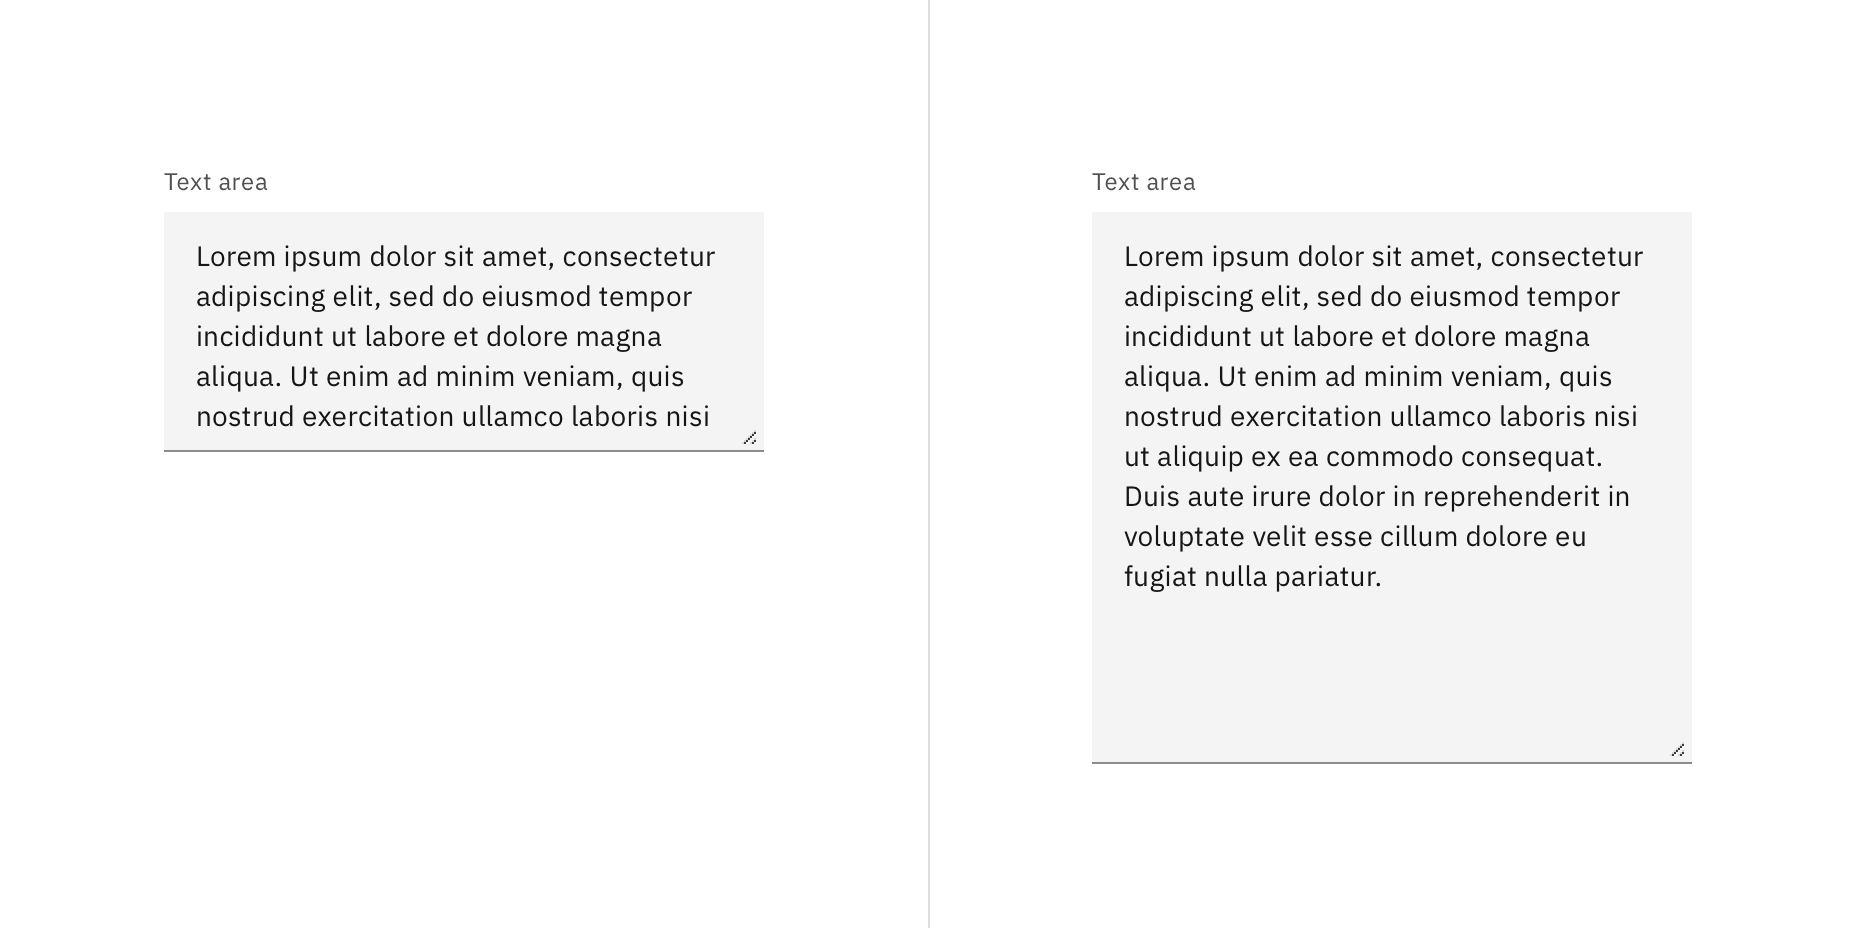 Text area
Lorem ipsum dolor sit amet, consectetur
adipiscing elit, sed do eiusmod tempor
incididunt ut labore et dolore magna
aliqua. Ut enim ad minim veniam, quis
nostrud exercitation ullamco laboris nisi
Text area
Lorem ipsum dolor sit amet, consectetur
adipiscing elit, sed do eiusmod tempor
incididunt ut labore et dolore magna
aliqua. Ut enim ad minim veniam, quis
nostrud exercitation ullamco laboris nisi
ut aliquip ex ea commodo consequat.
Duis aute irure dolor in reprehenderit in
voluptate velit esse cillum dolore eu
fugiat nulla pariatur.